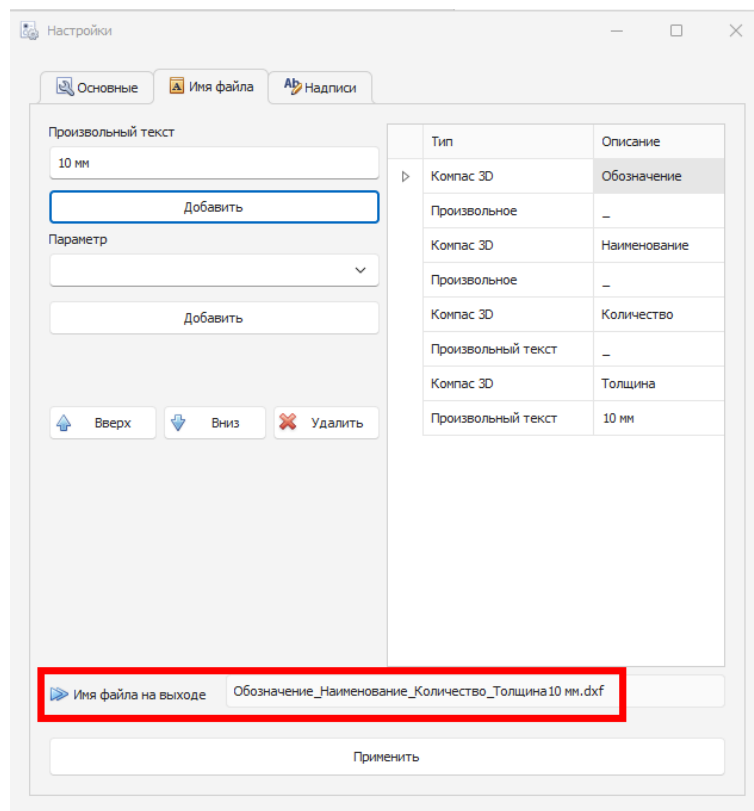 Настройки
Основные
Имя файла
Надписи
Произвольный текст
10 мм
Добавить
Параметр
Добавить
Вверх
Вниз
Удалить
Тип Описание
Компас 3D Обозначение
Произвольное _
Компас 3D Наименование
Произвольное _
Компас 3D Количество
Произвольный текст _
Компас 3D Толщина
Произвольный текст 10 мм
Имя файла на выходе Обозначение_Наименование_Количество_Толщина10 мм.dxf
Применить